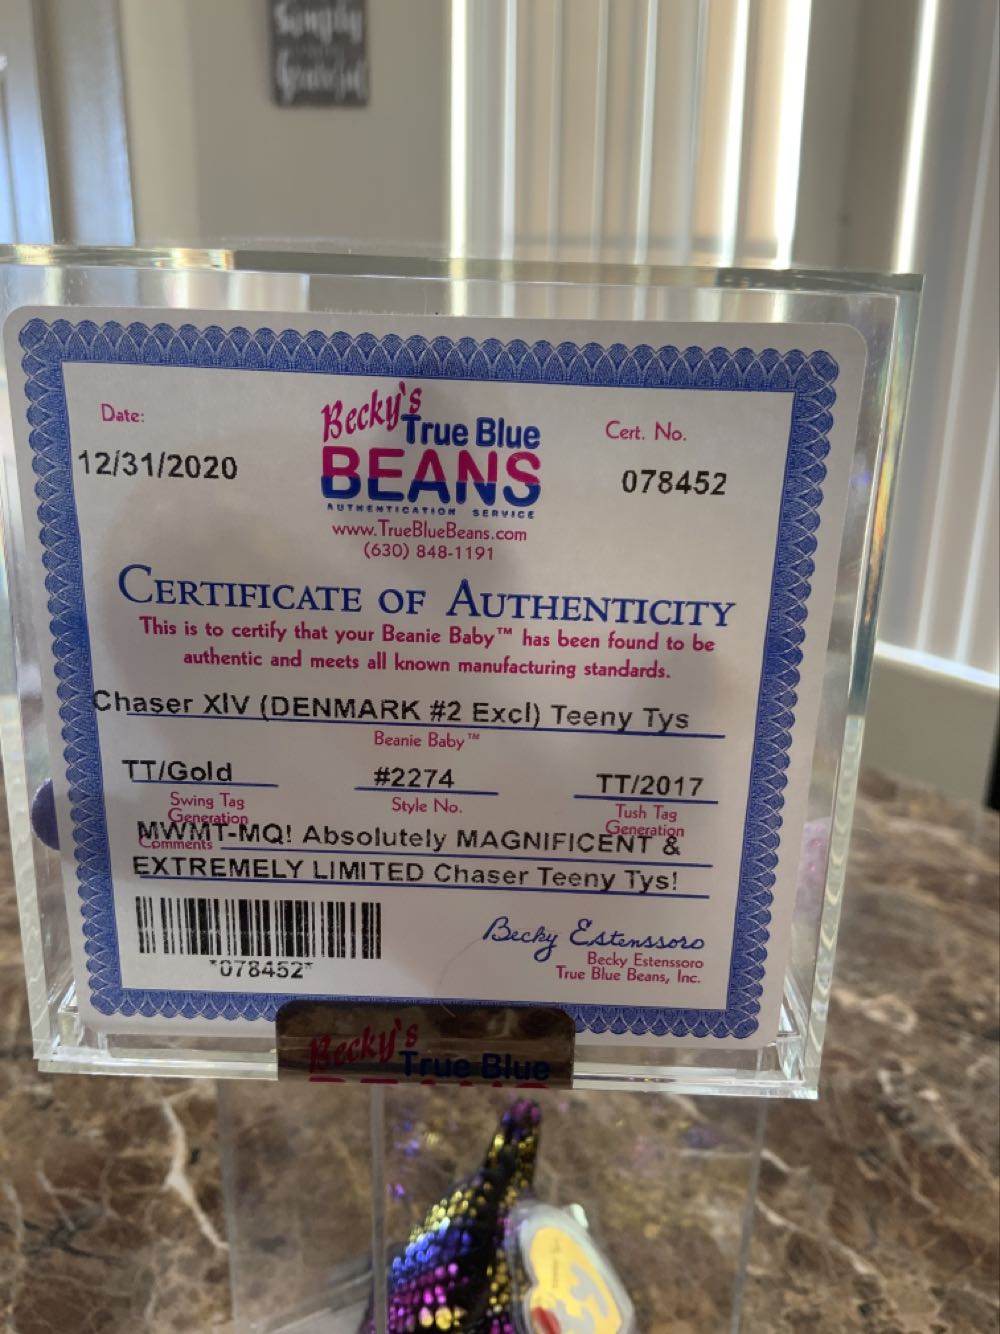 Simply
Grateful
Date:
12/31/2020
Becky's
True Blue
BEANS
AUTHENTICATION SERVICE
www.TrueBlueBeans.com
(630) 848-1191
Cert. No.
078452
CERTIFICATE OF AUTHENTICITY
This is to certify that your Beanie Baby™ has been found to be
authentic and meets all known manufacturing standards.
Chaser XIV (DENMARK #2 Excl) Teeny Tys
Beanie Baby™
TT/Gold
Swing Tag
Generation
#2274
Style No.
TT/2017
Tush Tag
Generation
Comments
MWMT-MQ! Absolutely MAGNIFICENT &
EXTREMELY LIMITED Chaser Teeny Tys!
*078452*
Becky Estenssoro
Becky Estenssoro
True Blue Beans, Inc.
Becky's
True Blue